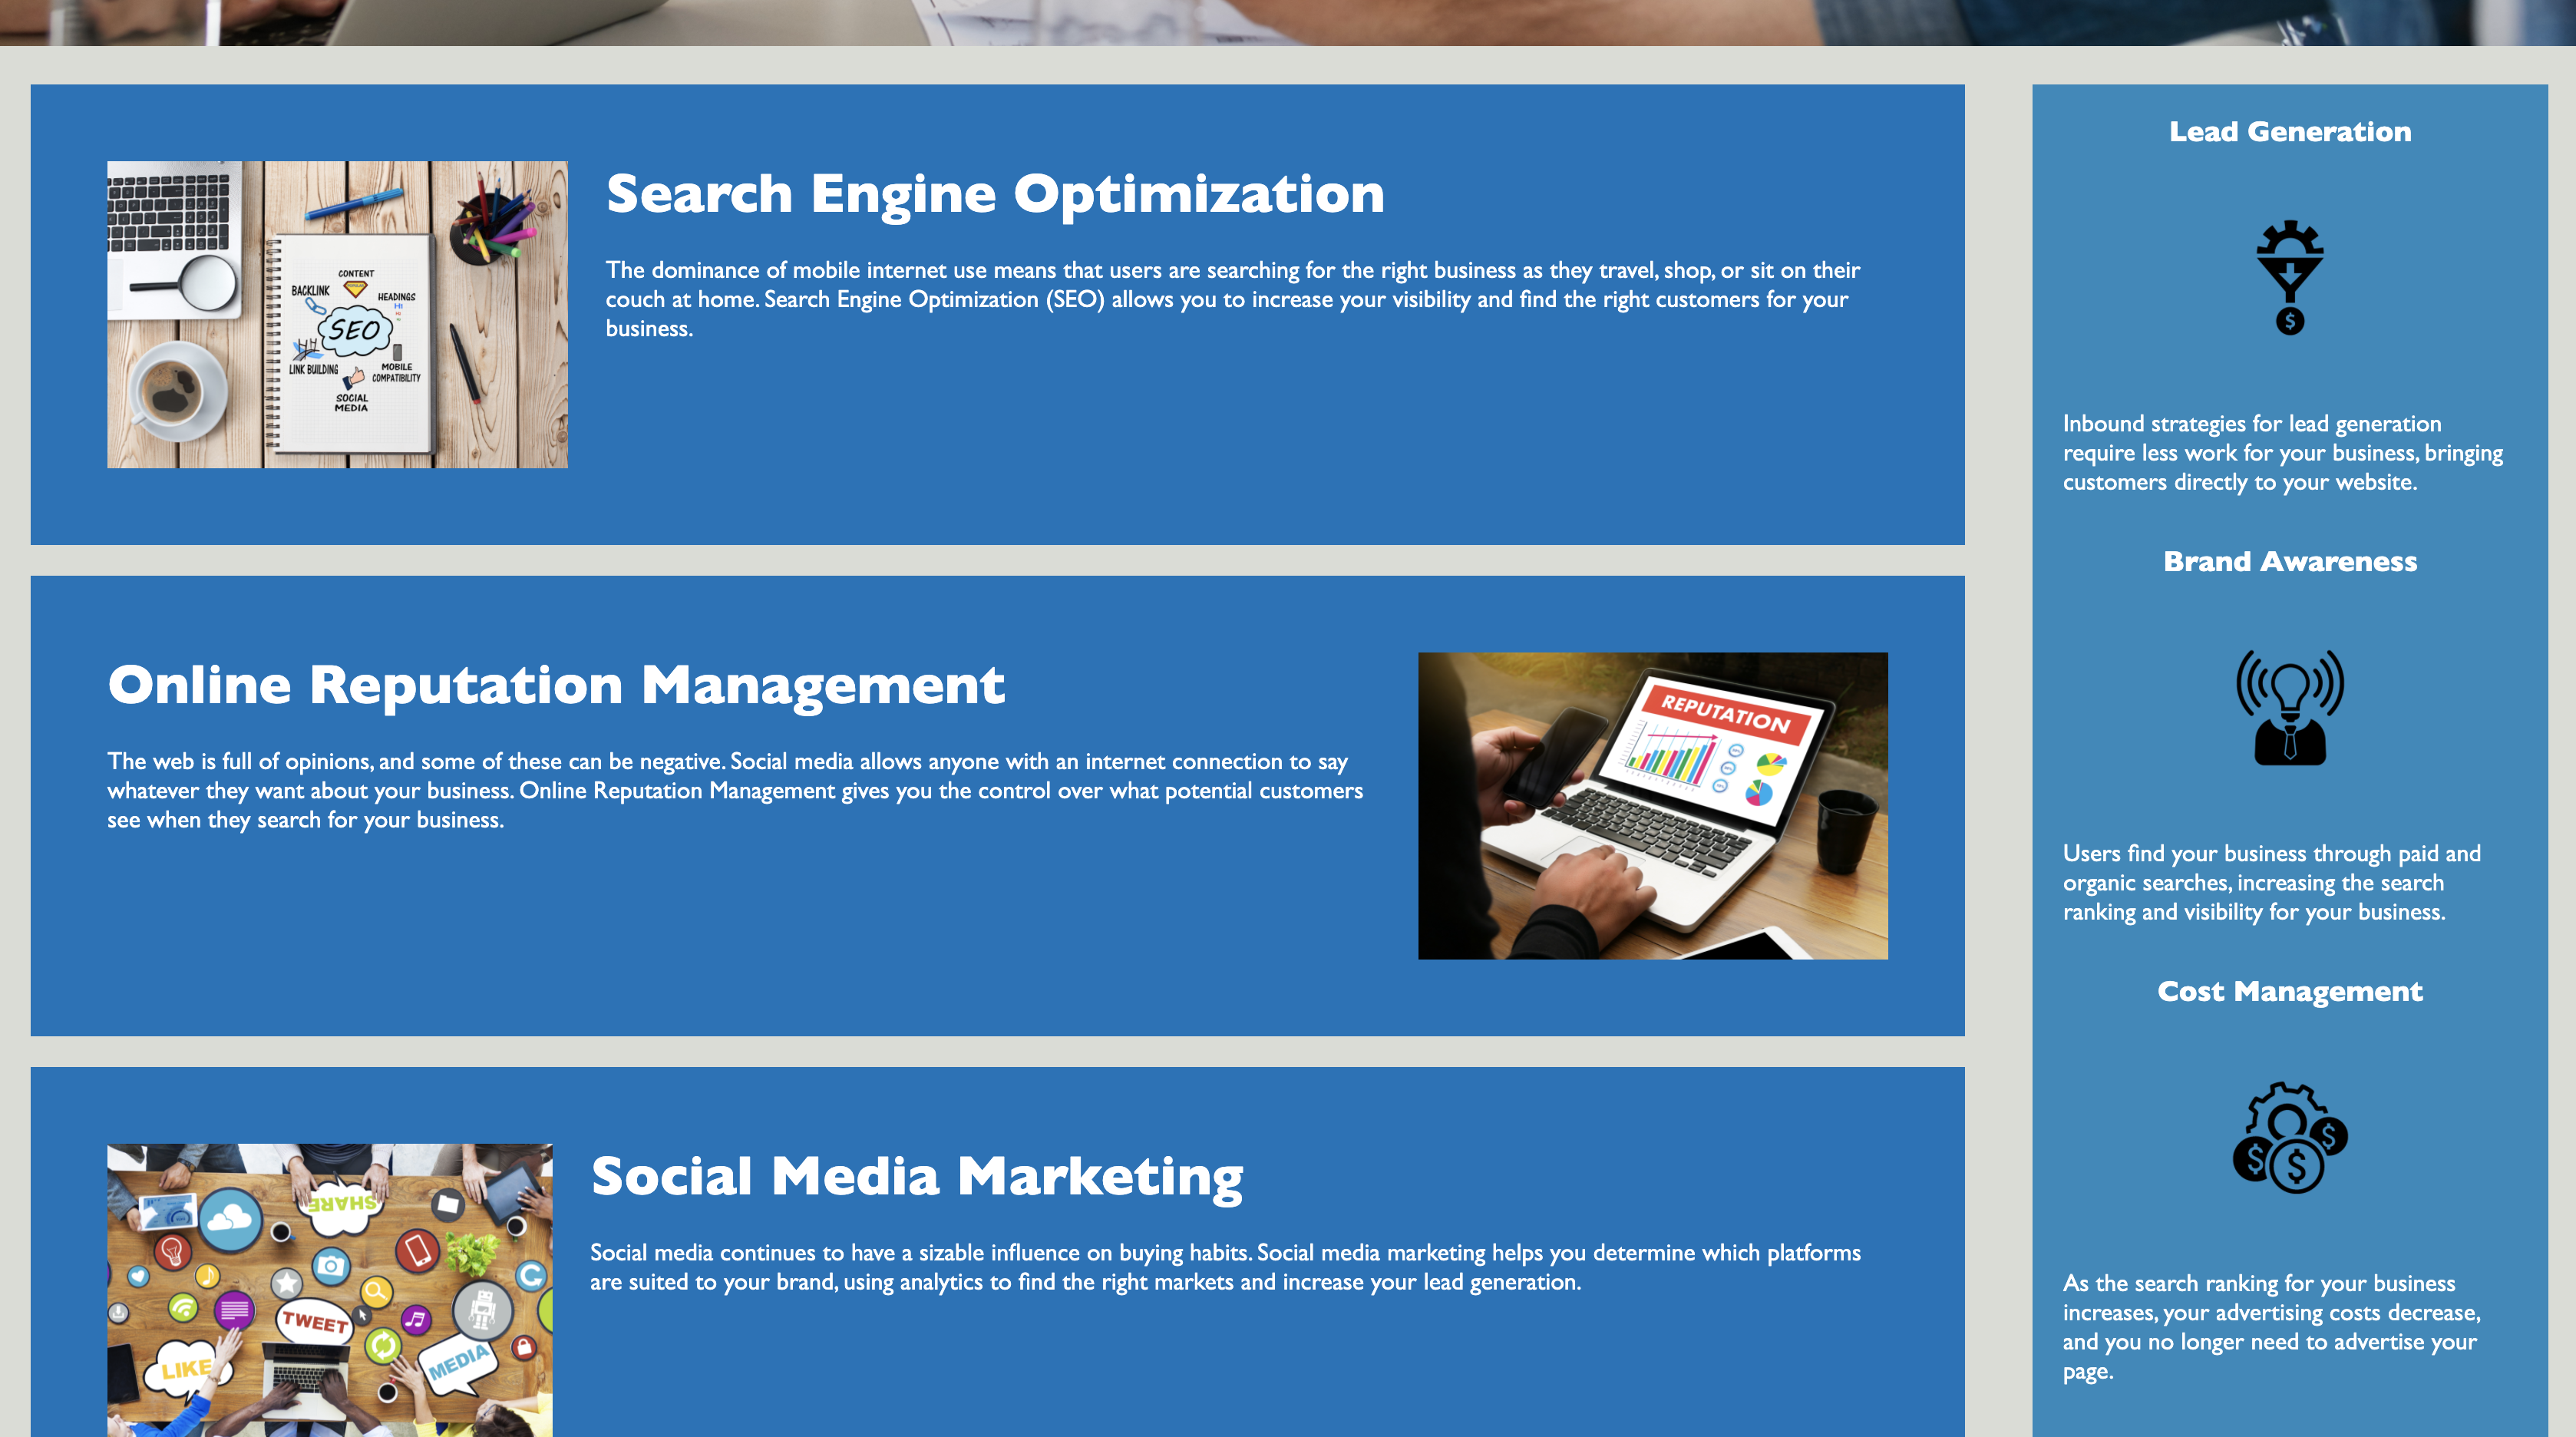 Search Engine Optimization
The dominance of mobile internet use means that users are searching for the right business as they travel, shop, or sit on their
couch at home. Search Engine Optimization (SEO) allows you to increase your visibility and find the right customers for your
business.
CONTENT
BACKLINK
HEADINGS
H1
SEO
LINK BUILDING
MOBILE
COMPATIBILITY
SOCIAL
MEDIA
Online Reputation Management
The web is full of opinions, and some of these can be negative. Social media allows anyone with an internet connection to say
whatever they want about your business. Online Reputation Management gives you the control over what potential customers
see when they search for your business.
REPUTATION
Social Media Marketing
Social media continues to have a sizable influence on buying habits. Social media marketing helps you determine which platforms
are suited to your brand, using analytics to find the right markets and increase your lead generation.
SHARE
TWEET
LIKE
MEDIA
Lead Generation
$
Inbound strategies for lead generation
require less work for your business, bringing
customers directly to your website.
Brand Awareness
Users find your business through paid and
organic searches, increasing the search
ranking and visibility for your business.
Cost Management
$
$
$
As the search ranking for your business
increases, your advertising costs decrease,
and you no longer need to advertise your
page.